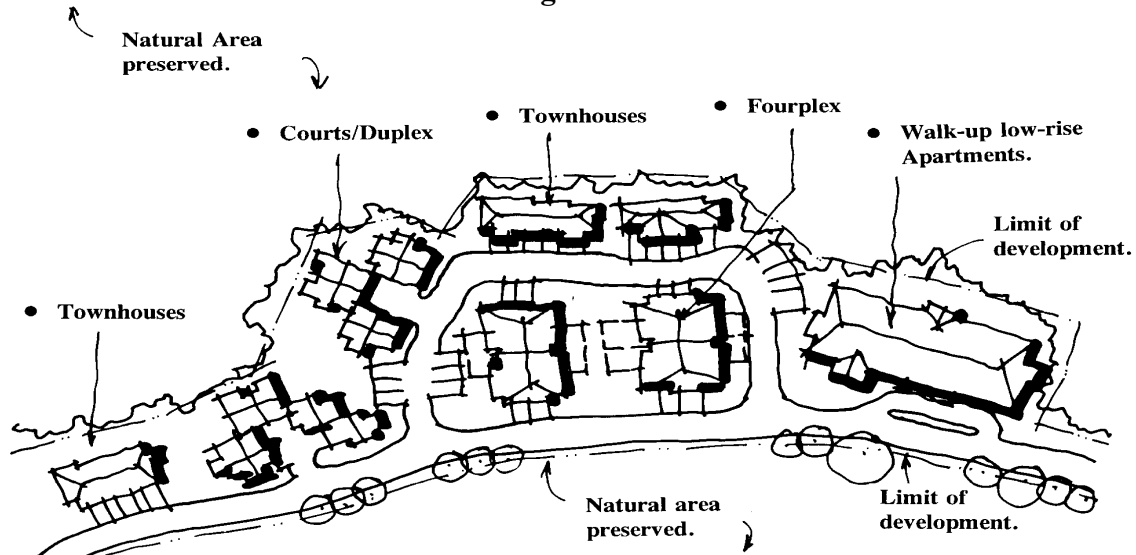 Natural Area
preserved.
• Courts/Duplex
• Townhouses
• Fourplex
• Walk-up low-rise
Apartments.
Limit of
development.
• Townhouses
Natural area
preserved.
Limit of
development.